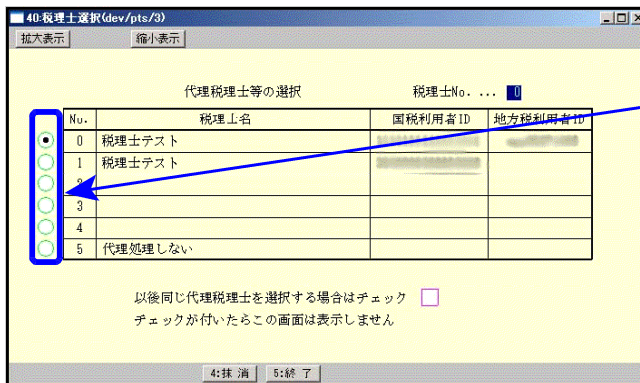 40:税理士選択(dev/pts/3)
拡大表示 縮小表示
代理税理士等の選択 税理士No. ... 0
No. 税理士名 国税利用者ID 地方税利用者ID
0 税理士テスト
1 税理士テスト
2
3
4
5 代理処理しない
以後同じ代理税理士を選択する場合はチェック
チェックが付いたらこの画面は表示しません
4:抹 消 5:終 了